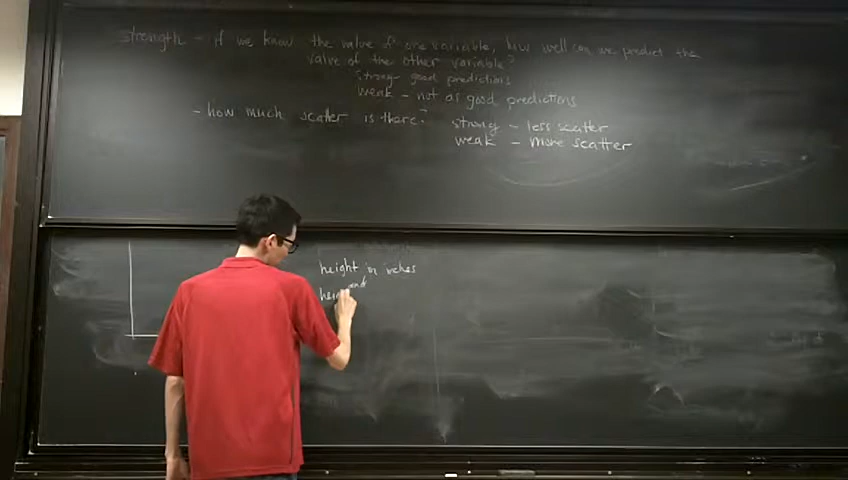 strength - if we know the value of one variable, how well can we predict the
value of the other variable?
strong - good predictions
weak - not as good predictions
- how much scatter is there?
strong - less scatter
weak - more scatter
height in inches
and